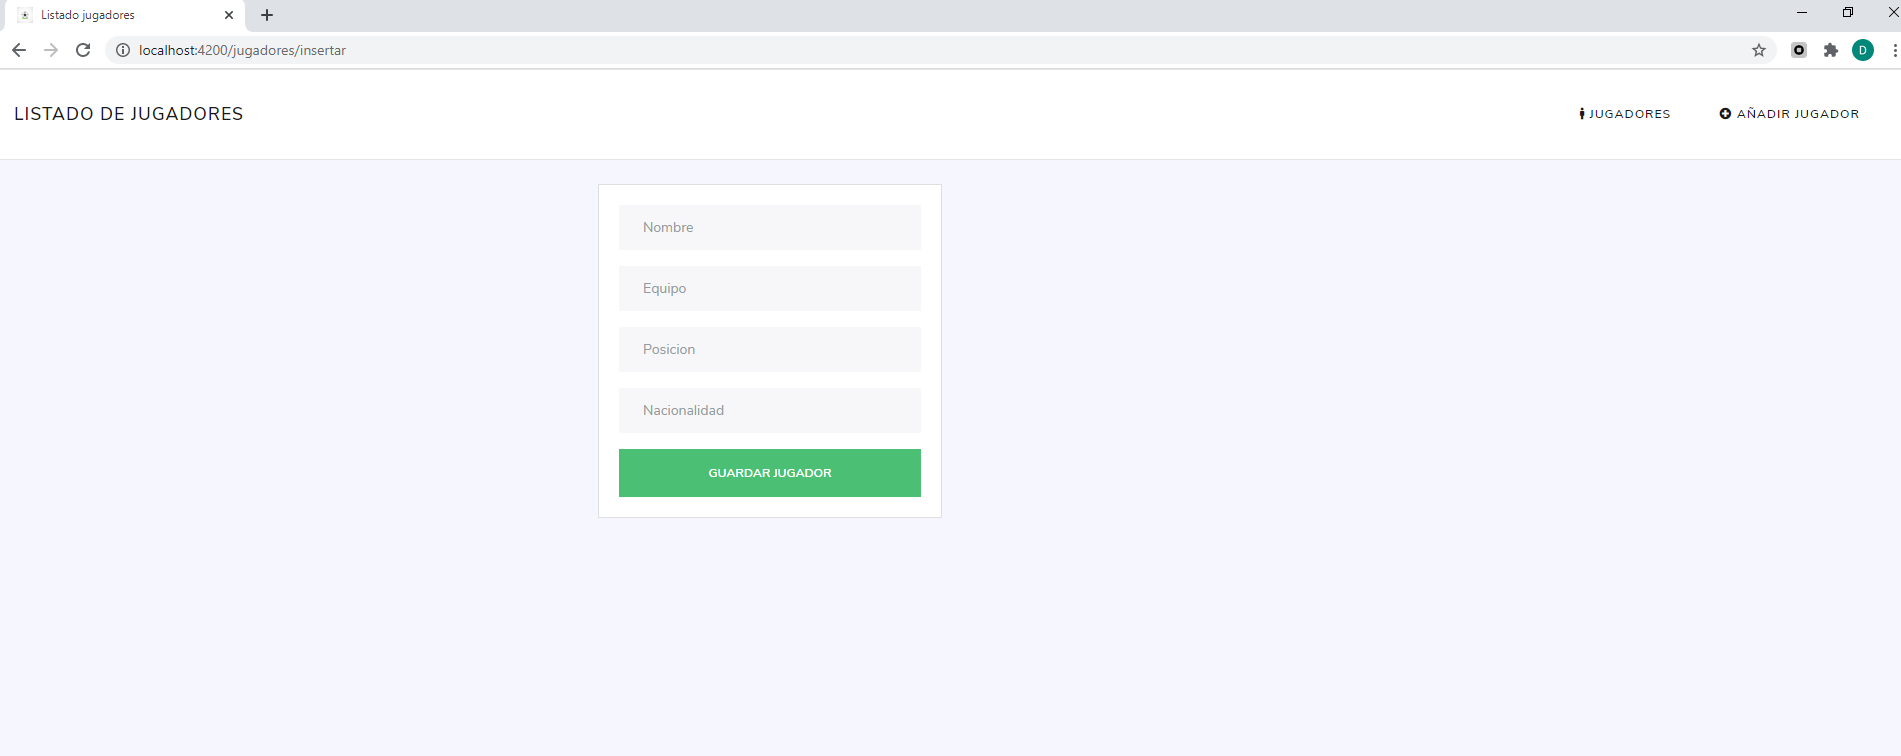 Listado jugadores
localhost:4200/jugadores/insertar
D
LISTADO DE JUGADORES
JUGADORES
AÑADIR JUGADOR
Nombre
Equipo
Posicion
Nacionalidad
GUARDAR JUGADOR